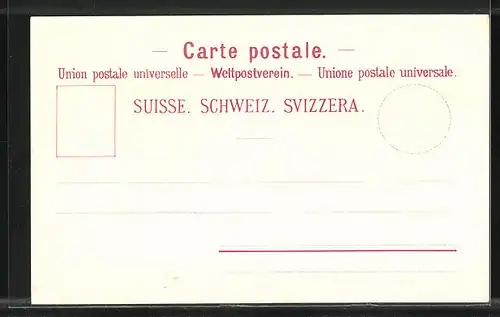 — Carte postale. —
Union postale universelle — Weltpostverein. — Unione postale universale.
SUISSE. SCHWEIZ. SVIZZERA.